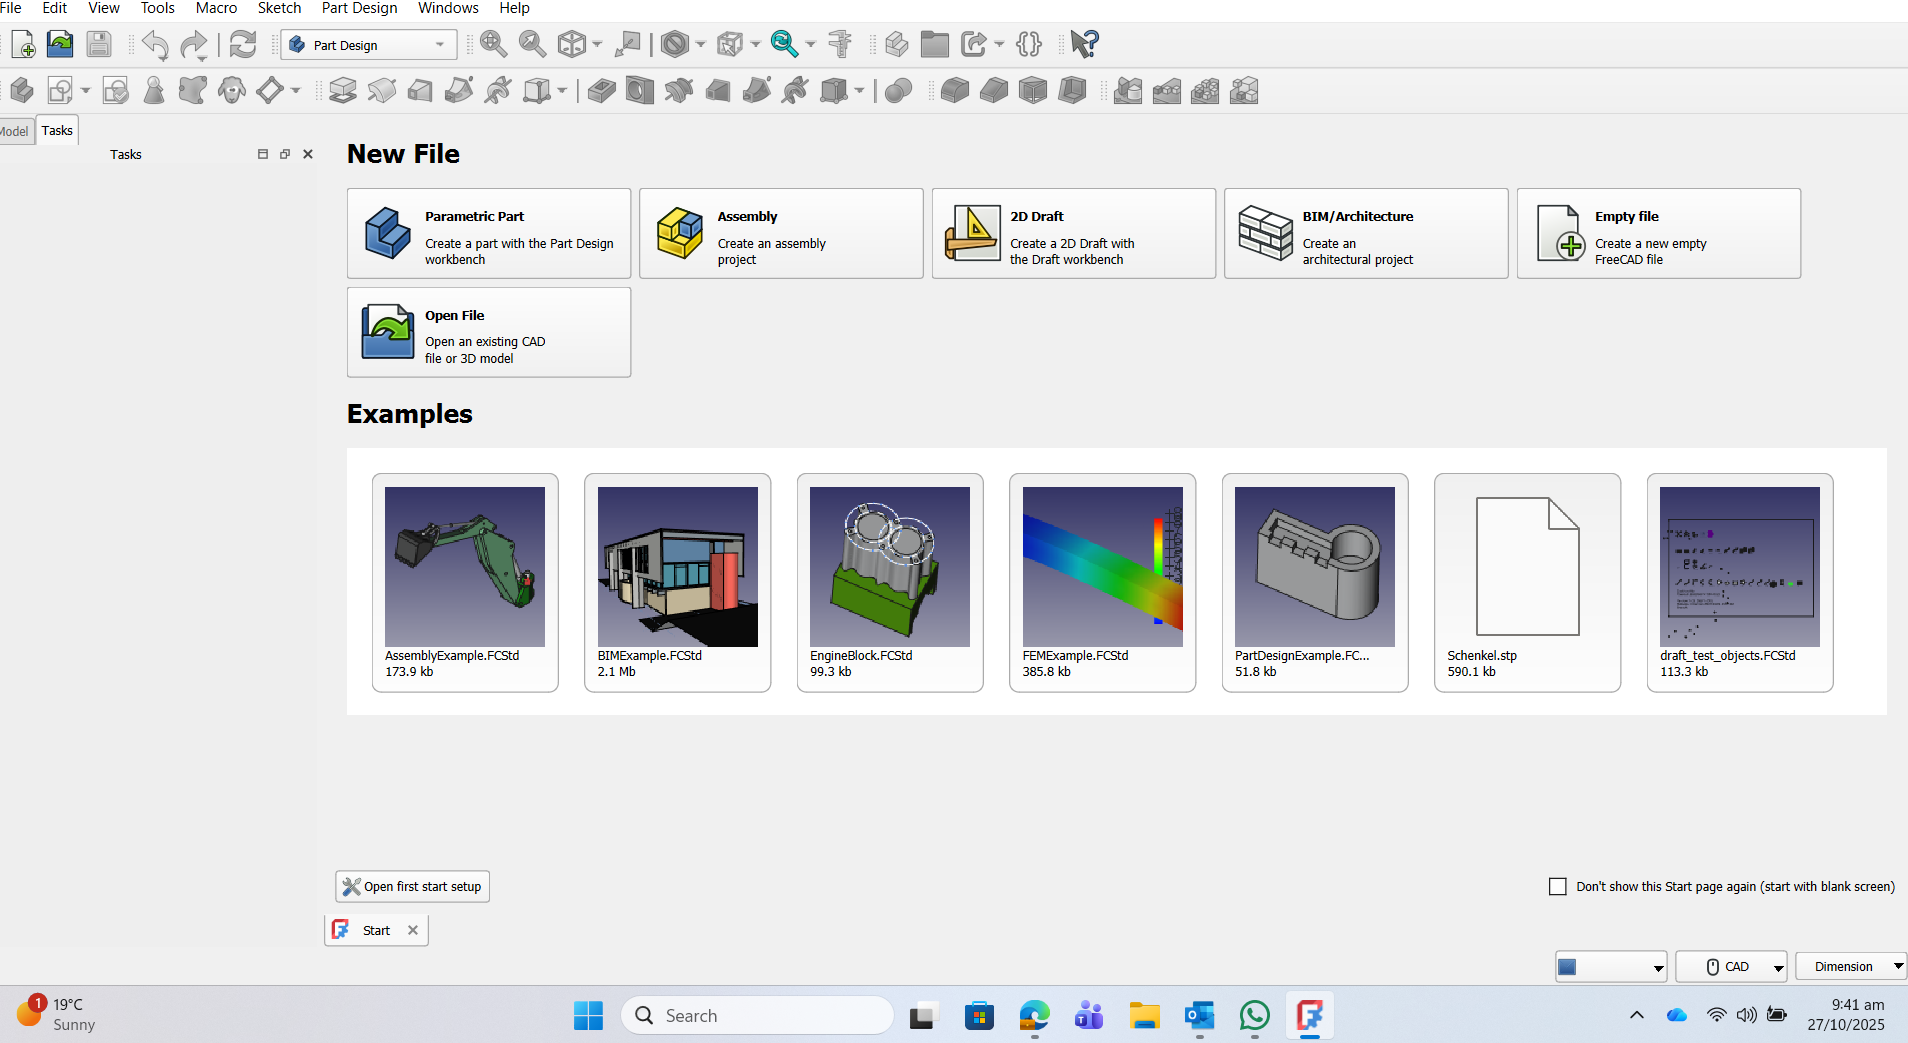 File Edit View Tools Macro Sketch Part Design Windows Help
Part Design
Model Tasks
Tasks
New File
Parametric Part
Create a part with the Part Design
workbench
Assembly
Create an assembly
project
2D Draft
Create a 2D Draft with
the Draft workbench
BIM/Architecture
Create an
architectural project
Empty file
Create a new empty
FreeCAD file
Open File
Open an existing CAD
file or 3D model
Examples
AssemblyExample.FCStd
173.9 kb
BIMExample.FCStd
2.1 Mb
EngineBlock.FCStd
99.3 kb
FEMExample.FCStd
385.8 kb
PartDesignExample.FC...
51.8 kb
Schenkel.stp
590.1 kb
draft_test_objects.FCStd
113.3 kb
Open first start setup
Don't show this Start page again (start with blank screen)
Start
CAD
Dimension
1
19°C
Sunny
Search
9:41 am
27/10/2025